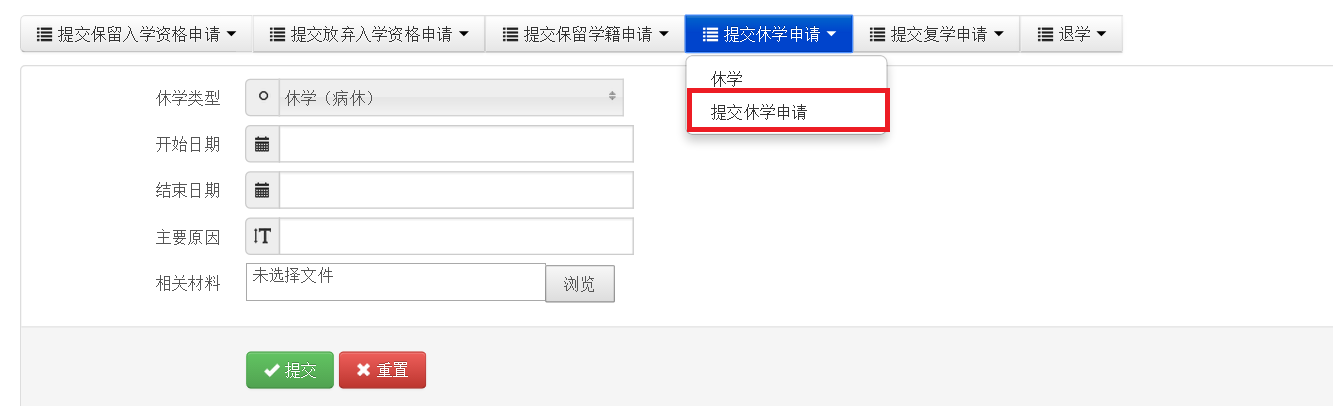 提交保留入学资格申请 提交放弃入学资格申请 提交保留学籍申请 提交休学申请 提交复学申请 退学
休学
提交休学申请
休学类型 休学（病休）
开始日期
结束日期
主要原因
相关材料 未选择文件 浏览
提交 重置